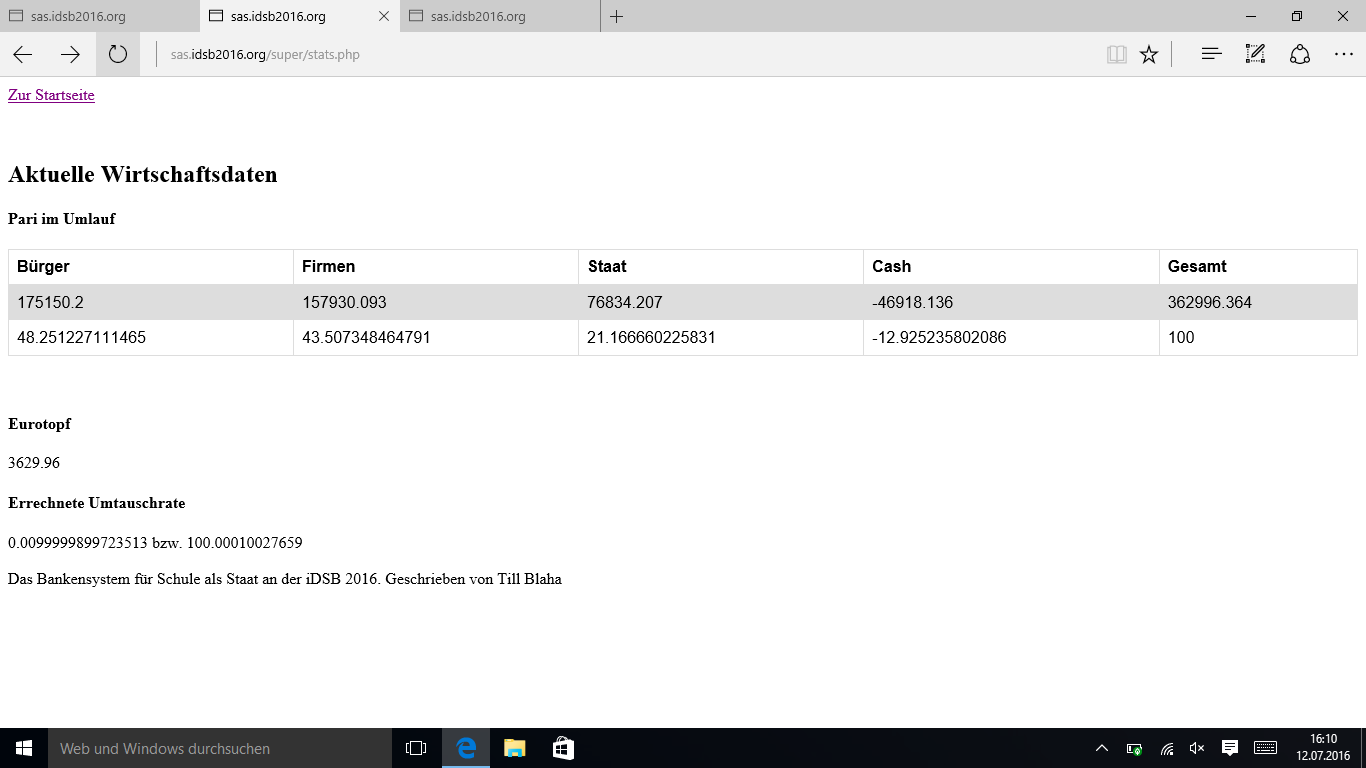 sas.idsb2016.org sas.idsb2016.org sas.idsb2016.org
sas.idsb2016.org/super/stats.php
Zur Startseite
Aktuelle Wirtschaftsdaten
Pari im Umlauf
Bürger Firmen Staat Cash Gesamt
175150.2 157930.093 76834.207 -46918.136 362996.364
48.251227111465 43.507348464791 21.166660225831 -12.925235802086 100
Eurotopf
3629.96
Errechnete Umtauschrate
0.0099999899723513 bzw. 100.00010027659
Das Bankensystem für Schule als Staat an der iDSB 2016. Geschrieben von Till Blaha
Web und Windows durchsuchen
16:10
12.07.2016